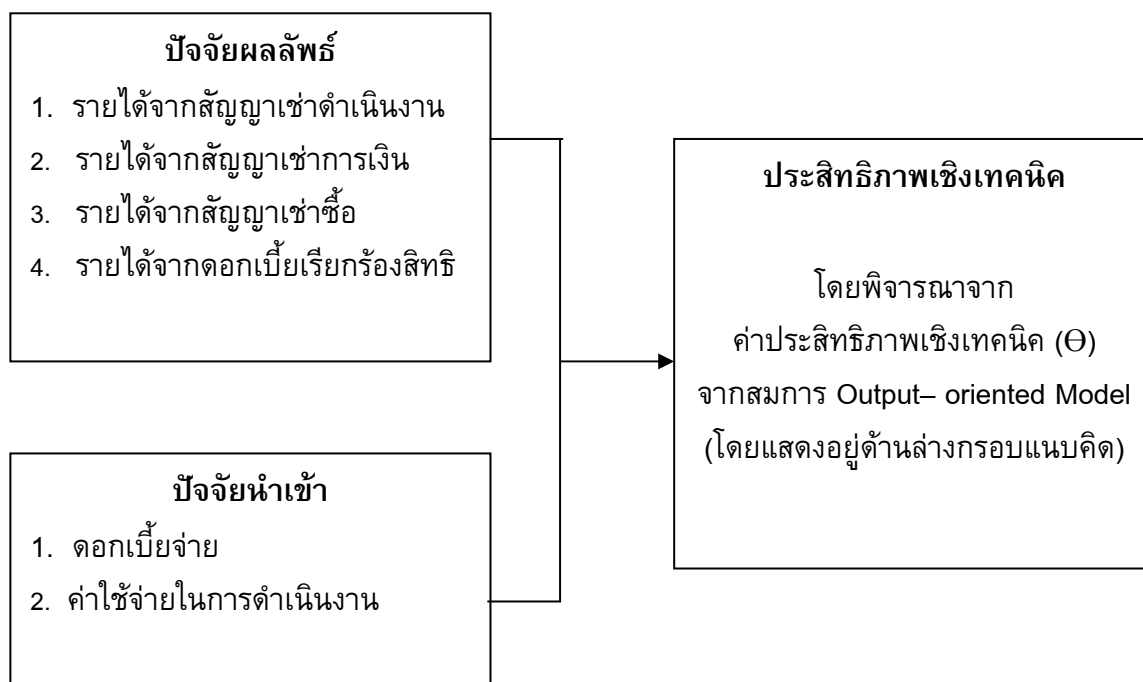 ปัจจัยผลลัพธ์
1. รายได้จากสัญญาเช่าดำเนินงาน
2. รายได้จากสัญญาเช่าการเงิน
3. รายได้จากสัญญาเช่าซื้อ
4. รายได้จากดอกเบี้ยเรียกร้องสิทธิ
ปัจจัยนำเข้า
1. ดอกเบี้ยจ่าย
2. ค่าใช้จ่ายในการดำเนินงาน
ประสิทธิภาพเชิงเทคนิค
โดยพิจารณาจาก
ค่าประสิทธิภาพเชิงเทคนิค (Θ)
จากสมการ Output– oriented Model
(โดยแสดงอยู่ด้านล่างกรอบแนบคิด)